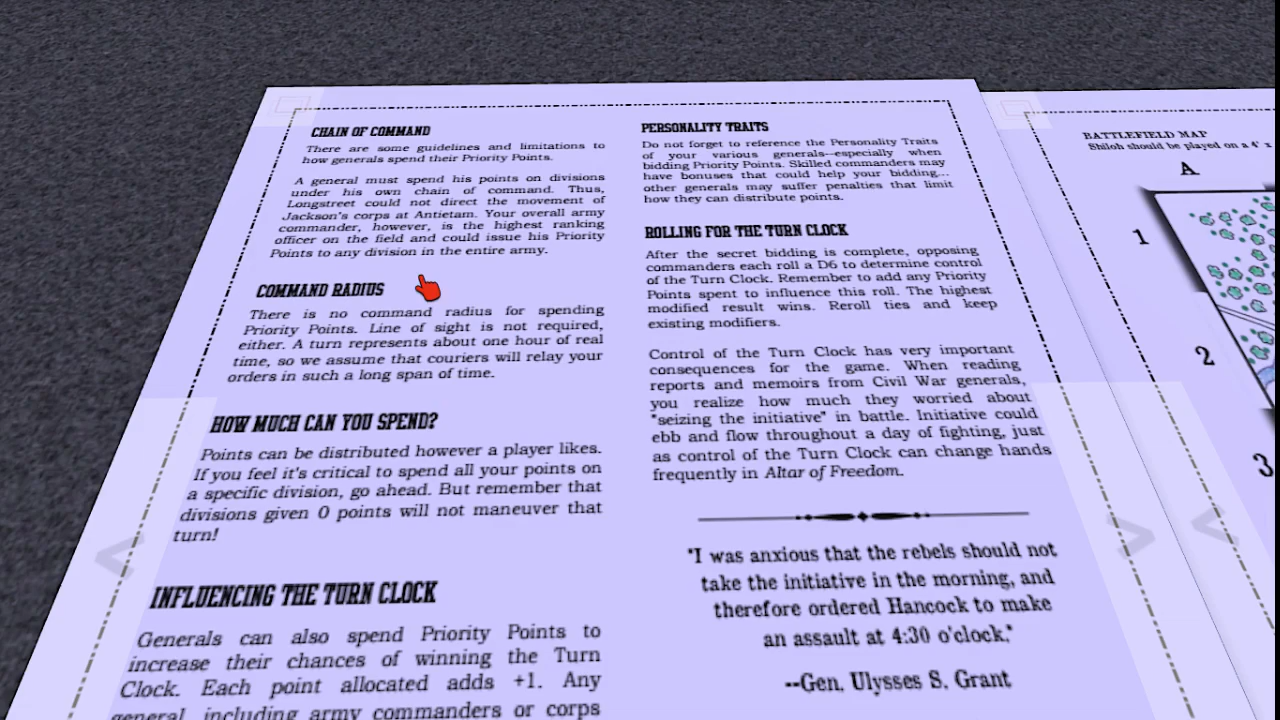 CHAIN OF COMMAND
There are some guidelines and limitations to
how generals spend their Priority Points.
A general must spend his points on divisions
under his own chain of command. Thus,
Longstreet could not direct the movement of
Jackson's corps at Antietam. Your overall army
commander, however, is the highest ranking
officer on the field and could issue his Priority
Points to any division in the entire army.
COMMAND RADIUS
There is no command radius for spending
Priority Points. Line of sight is not required,
either. A turn represents about one hour of real
time, so we assume that couriers will relay your
orders in such a long span of time.
HOW MUCH CAN YOU SPEND?
Points can be distributed however a player likes.
If you feel it's critical to spend all your points on
a specific division, go ahead. But remember that
divisions given 0 points will not maneuver that
turn!
INFLUENCING THE TURN CLOCK
Generals can also spend Priority Points to
increase their chances of winning the Turn
Clock. Each point allocated adds +1. Any
general, including army commanders or corps
PERSONALITY TRAITS
Do not forget to reference the Personality Traits
of your various generals--especially when
bidding Priority Points. Skilled commanders may
have bonuses that could help your bidding...
other generals may suffer penalties that limit
how they can distribute points.
ROLLING FOR THE TURN CLOCK
After the secret bidding is complete, opposing
commanders each roll a D6 to determine control
of the Turn Clock. Remember to add any Priority
Points spent to influence this roll. The highest
modified result wins. Reroll ties and keep
existing modifiers.
Control of the Turn Clock has very important
consequences for the game. When reading
reports and memoirs from Civil War generals,
you realize how much they worried about
"seizing the initiative" in battle. Initiative could
ebb and flow throughout a day of fighting, just
as control of the Turn Clock can change hands
frequently in Altar of Freedom.
"I was anxious that the rebels should not
take the initiative in the morning, and
therefore ordered Hancock to make
an assault at 4:30 o'clock."
--Gen. Ulysses S. Grant
BATTLEFIELD MAP
Shiloh should be played on a 4' x
A
1
2
3